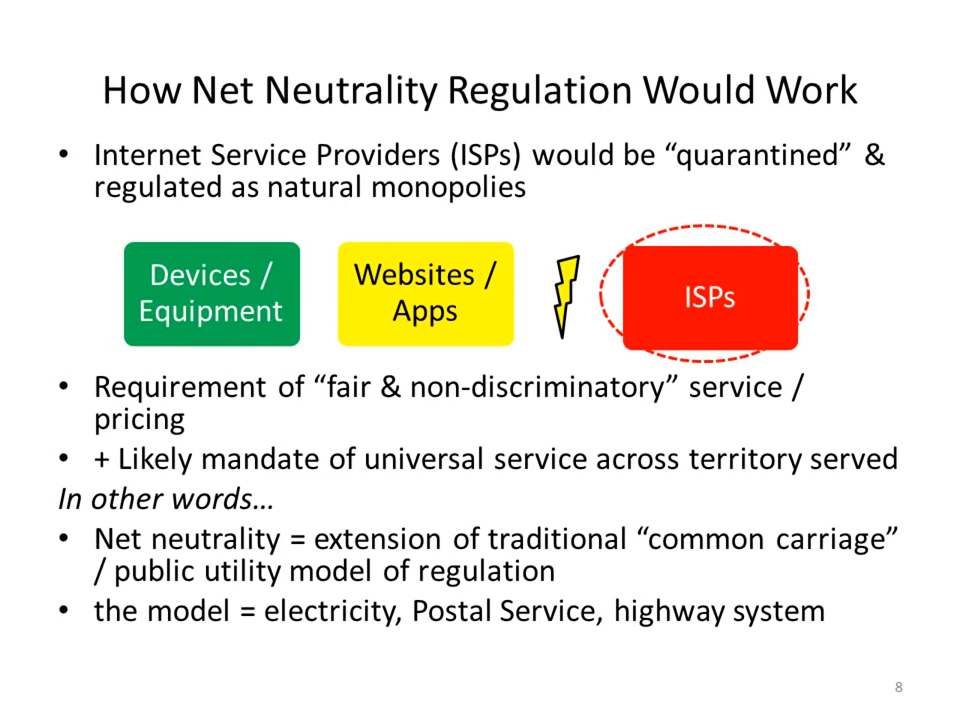 How Net Neutrality Regulation Would Work
• Internet Service Providers (ISPs) would be “quarantined” &
regulated as natural monopolies
Devices /
Equipment
Websites /
Apps
ISPs
• Requirement of “fair & non-discriminatory” service /
pricing
• + Likely mandate of universal service across territory served
In other words…
• Net neutrality = extension of traditional “common carriage”
/ public utility model of regulation
• the model = electricity, Postal Service, highway system
8